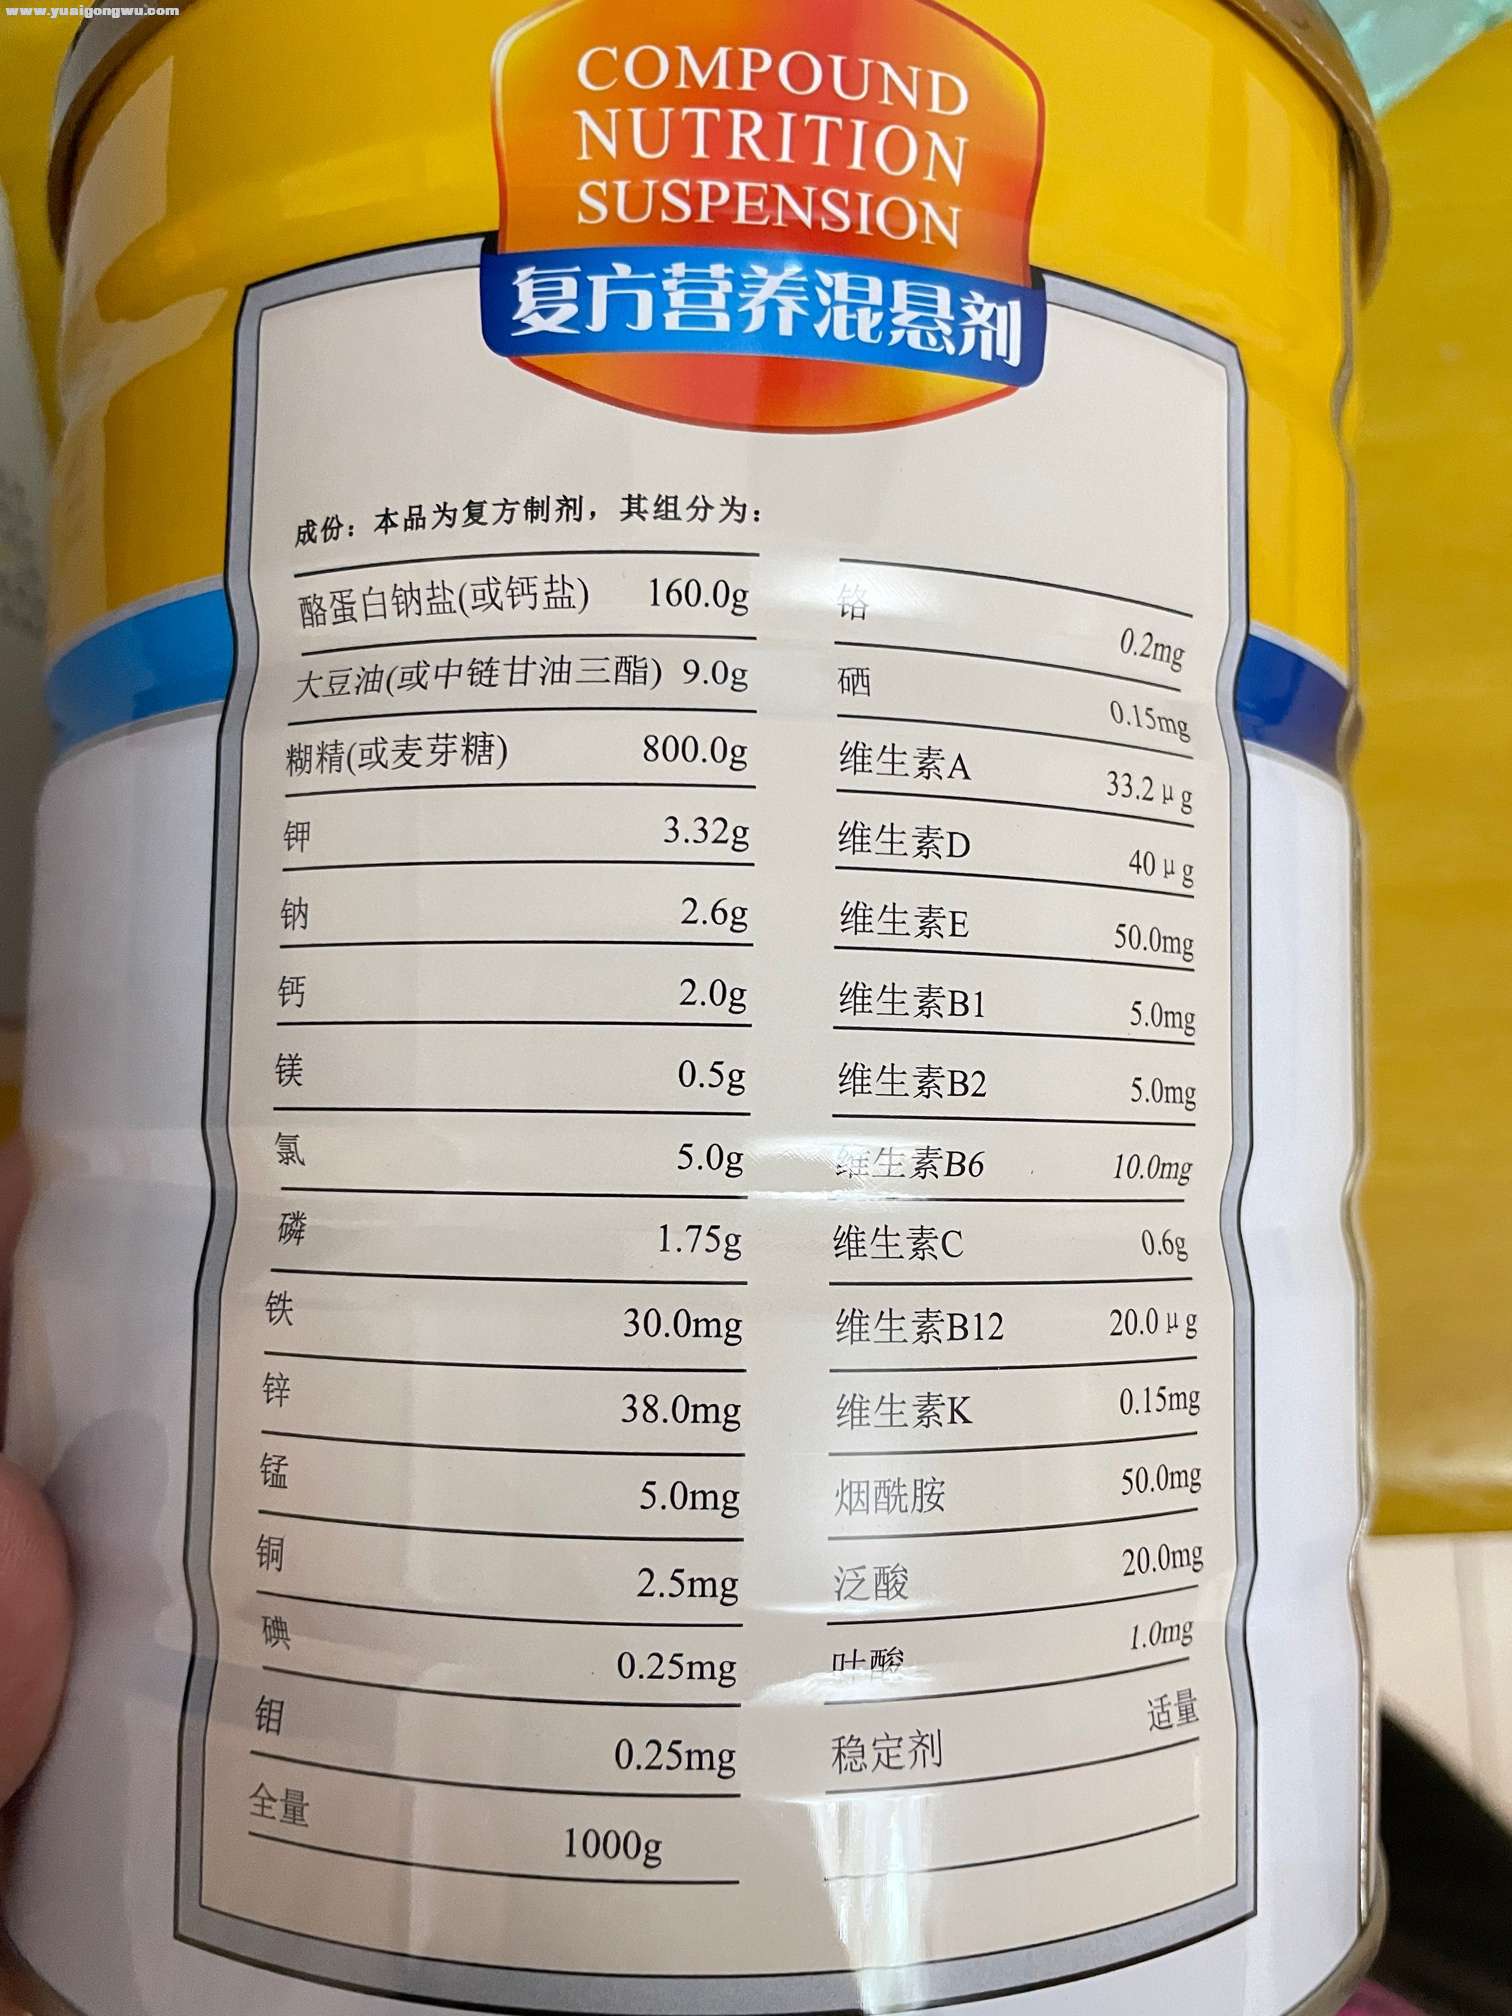 www.yuaigongwu.com
COMPOUND
NUTRITION
SUSPENSION
复方营养混悬剂
成份：本品为复方制剂，其组分为：
酪蛋白钠盐(或钙盐) 160.0g
大豆油(或中链甘油三酯) 9.0g
糊精(或麦芽糖) 800.0g
钾 3.32g
钠 2.6g
钙 2.0g
镁 0.5g
氯 5.0g
磷 1.75g
铁 30.0mg
锌 38.0mg
锰 5.0mg
铜 2.5mg
碘 0.25mg
钼 0.25mg
全量 1000g
铬 0.2mg
硒 0.15mg
维生素A 33.2μg
维生素D 40μg
维生素E 50.0mg
维生素B1 5.0mg
维生素B2 5.0mg
维生素B6 10.0mg
维生素C 0.6g
维生素B12 20.0μg
维生素K 0.15mg
烟酰胺 50.0mg
泛酸 20.0mg
叶酸 1.0mg
稳定剂 适量